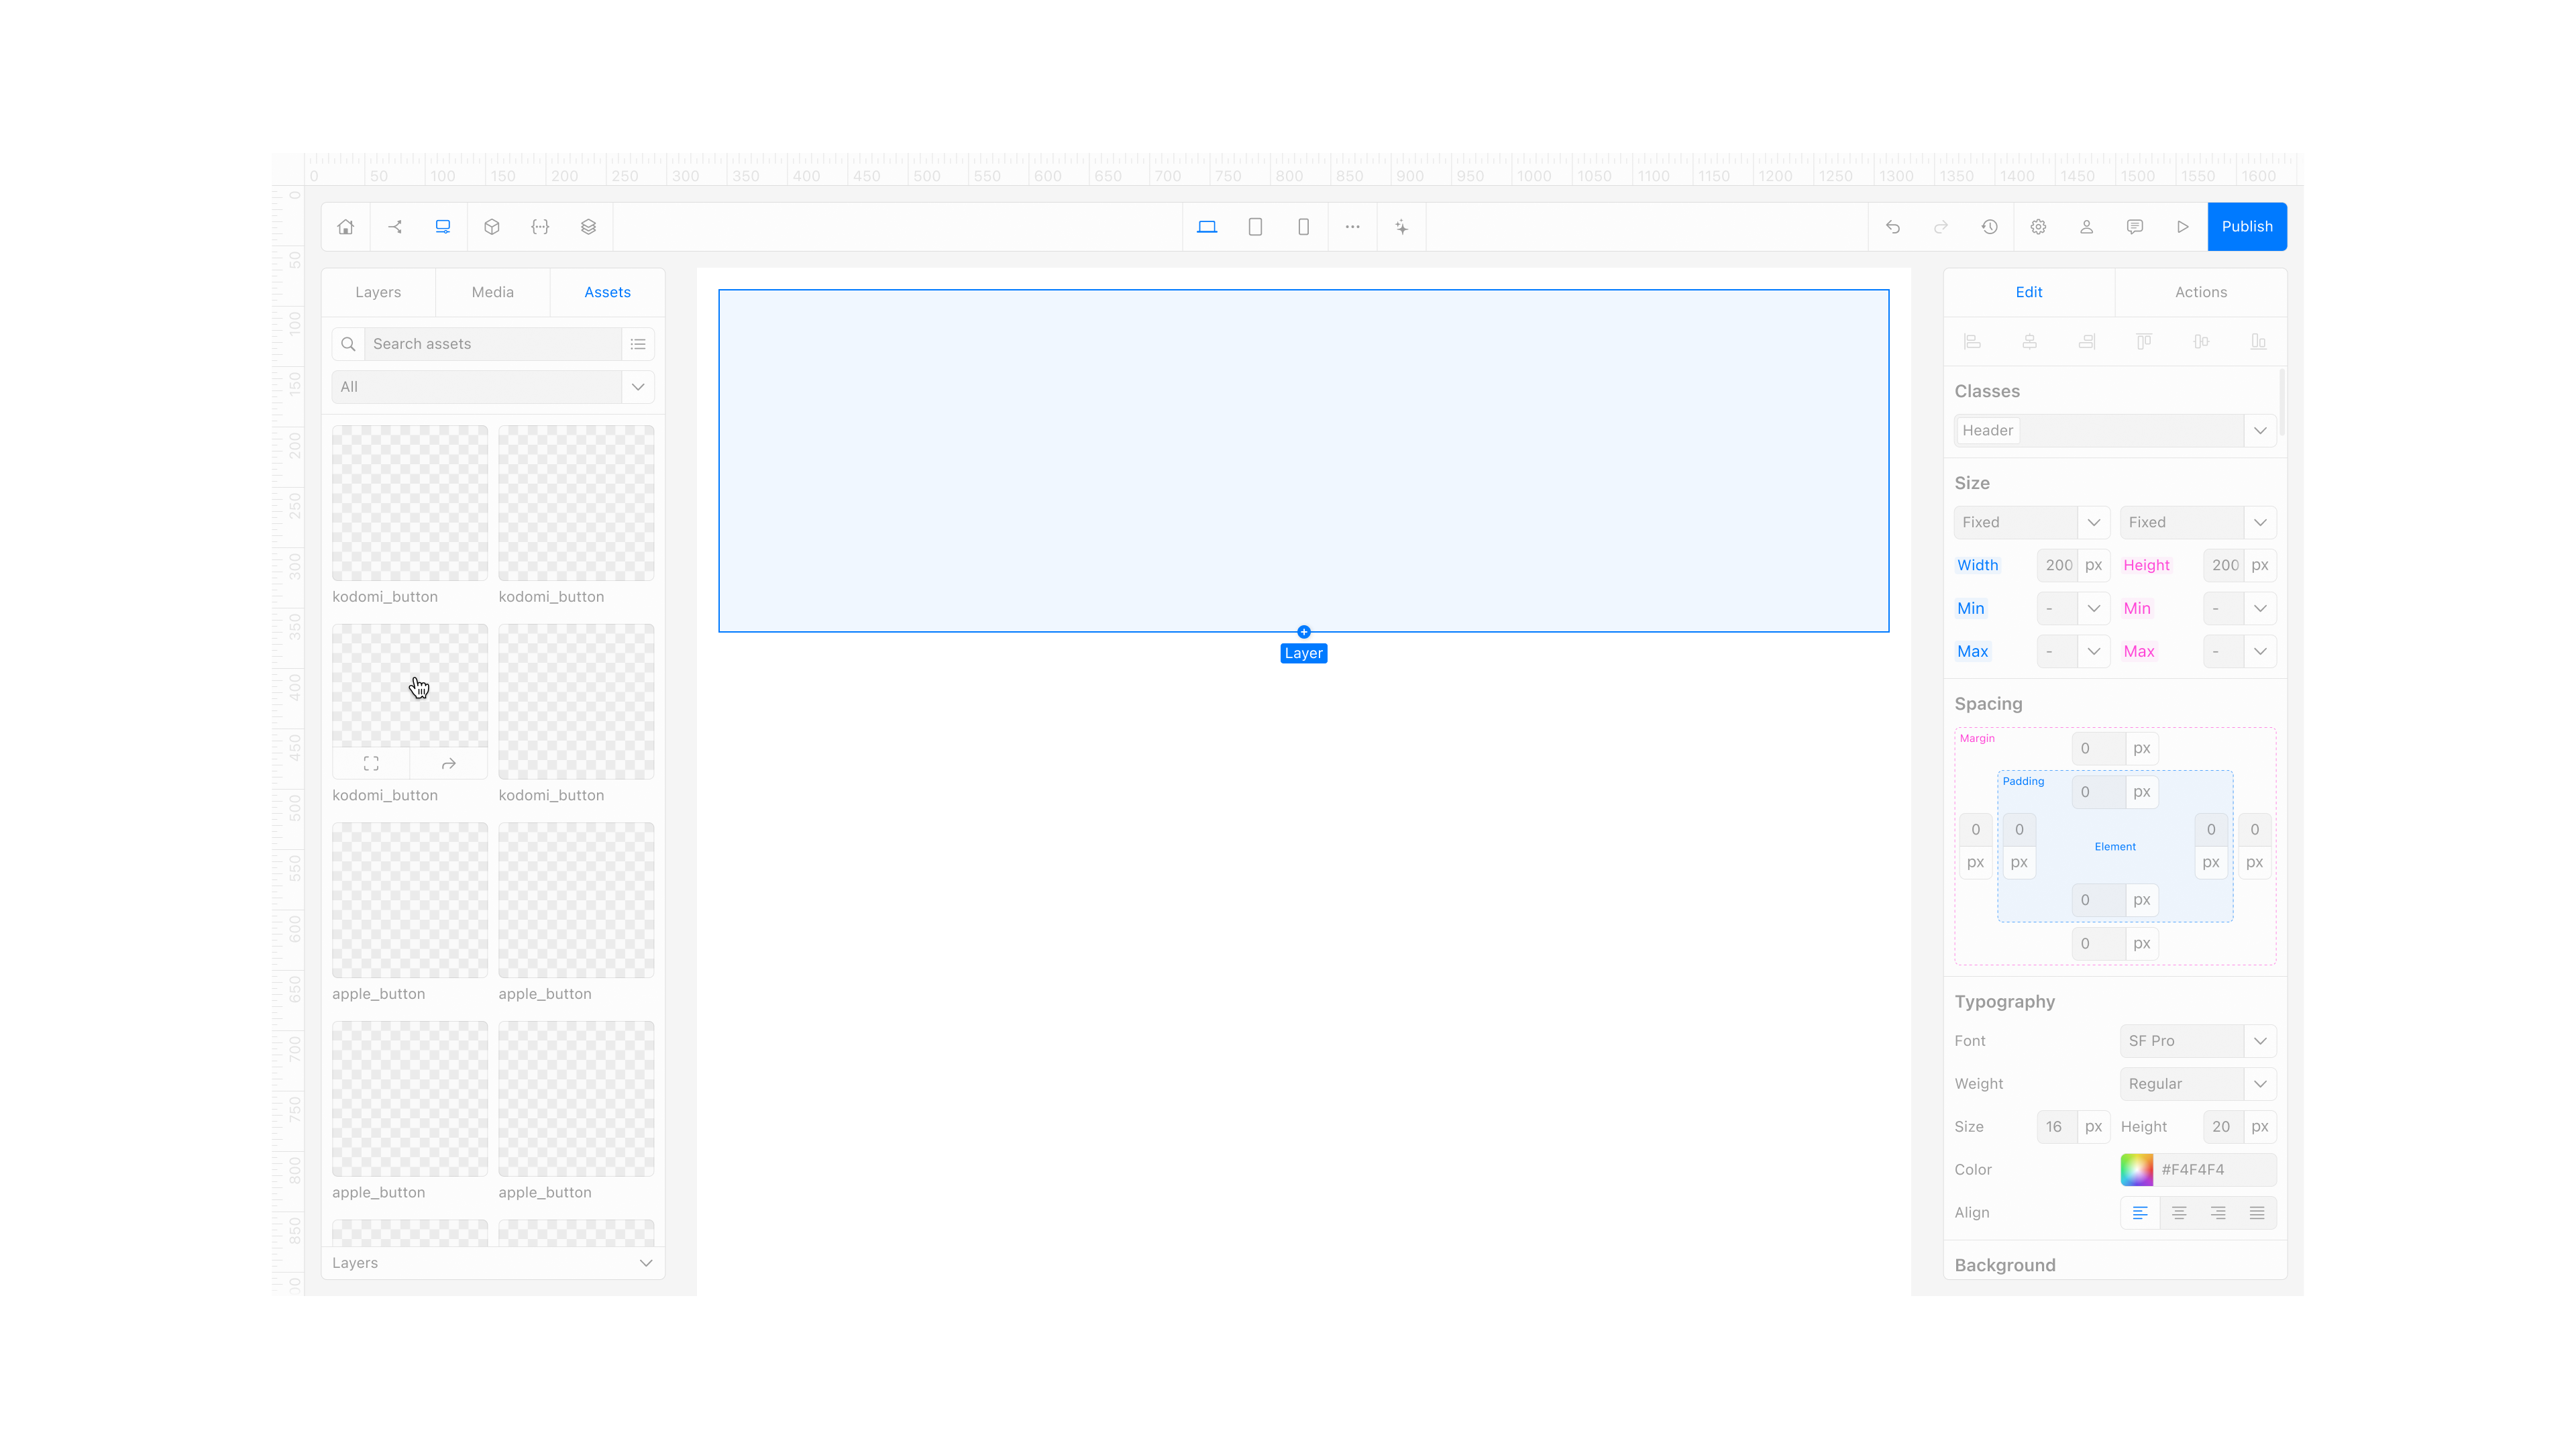 0 50 100 150 200 250 300 350 400 450 500 550 600 650 700 750 800 850 900 950 1000 1050 1100 1150 1200 1250 1300 1350 1400 1450 1500 1550 1600
0
50
100
150
200
250
300
350
400
450
500
550
600
650
700
750
800
850
Publish
Layers Media Assets
Search assets
All
kodomi_button kodomi_button
kodomi_button kodomi_button
apple_button apple_button
apple_button apple_button
Layers
Layer
Edit Actions
Classes
Header
Size
Fixed Fixed
Width 200 px Height 200 px
Min - Min -
Max - Max -
Spacing
Margin
0 px
Padding
0 px
0 0 0 0
Element
px px px px
0 px
0 px
Typography
Font SF Pro
Weight Regular
Size 16 px Height 20 px
Color #F4F4F4
Align
Background